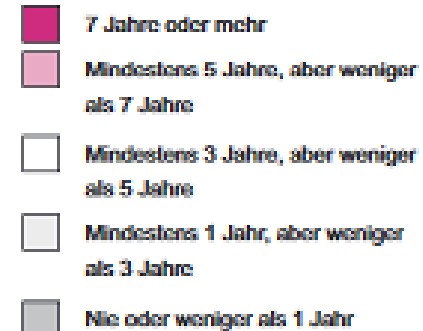 7 Jahre oder mehr
Mindestens 5 Jahre, aber weniger
als 7 Jahre
Mindestens 3 Jahre, aber weniger
als 5 Jahre
Mindestens 1 Jahr, aber weniger
als 3 Jahre
Nie oder weniger als 1 Jahr